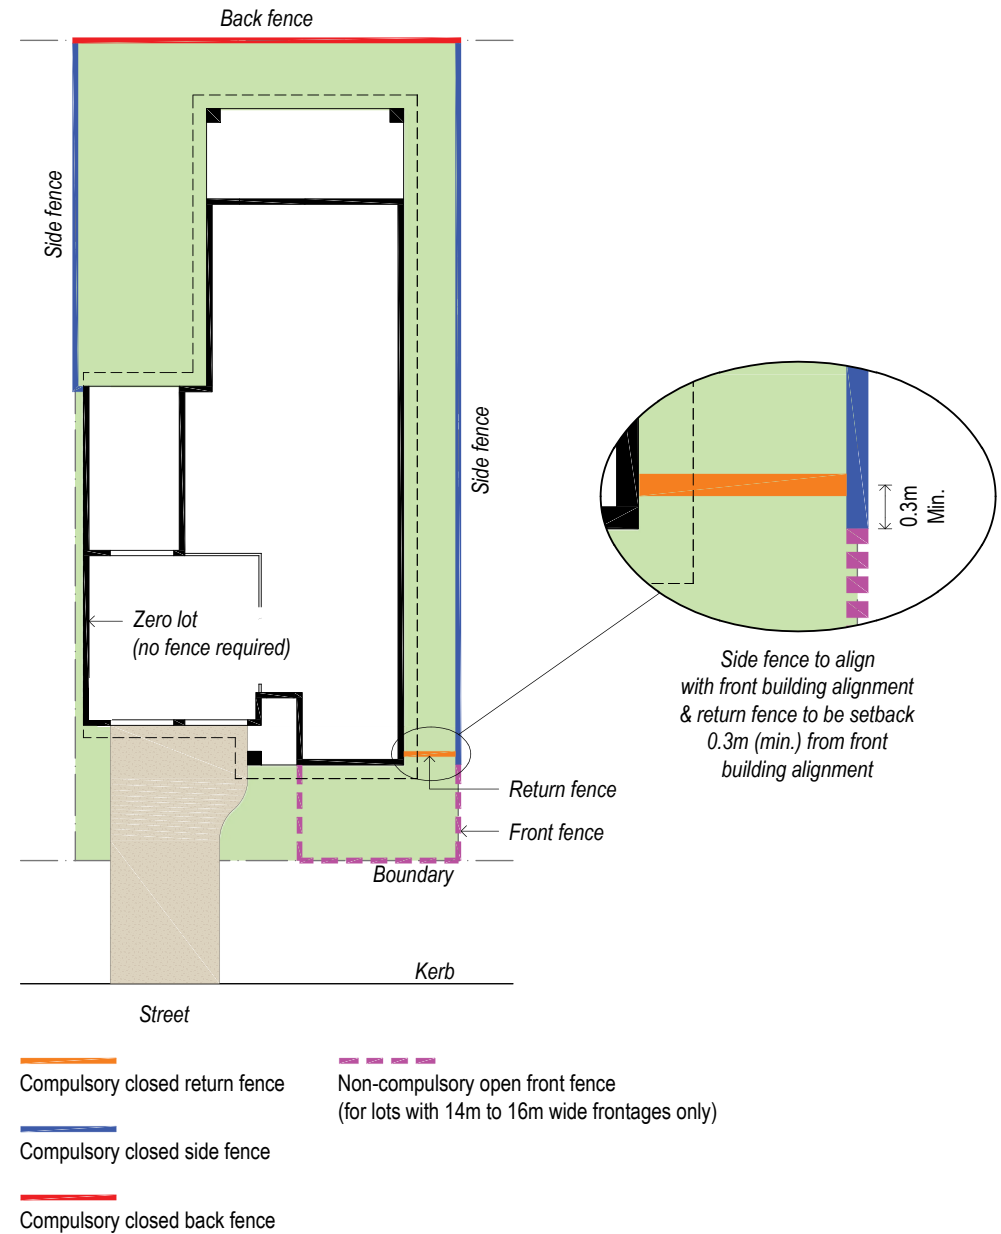 Back fence
Side fence
Side fence
0.3m
Min.
Zero lot
(no fence required)
Side fence to align
with front building alignment
& return fence to be setback
0.3m (min.) from front
building alignment
Return fence
Front fence
Boundary
Kerb
Street
Compulsory closed return fence
Non-compulsory open front fence
(for lots with 14m to 16m wide frontages only)
Compulsory closed side fence
Compulsory closed back fence